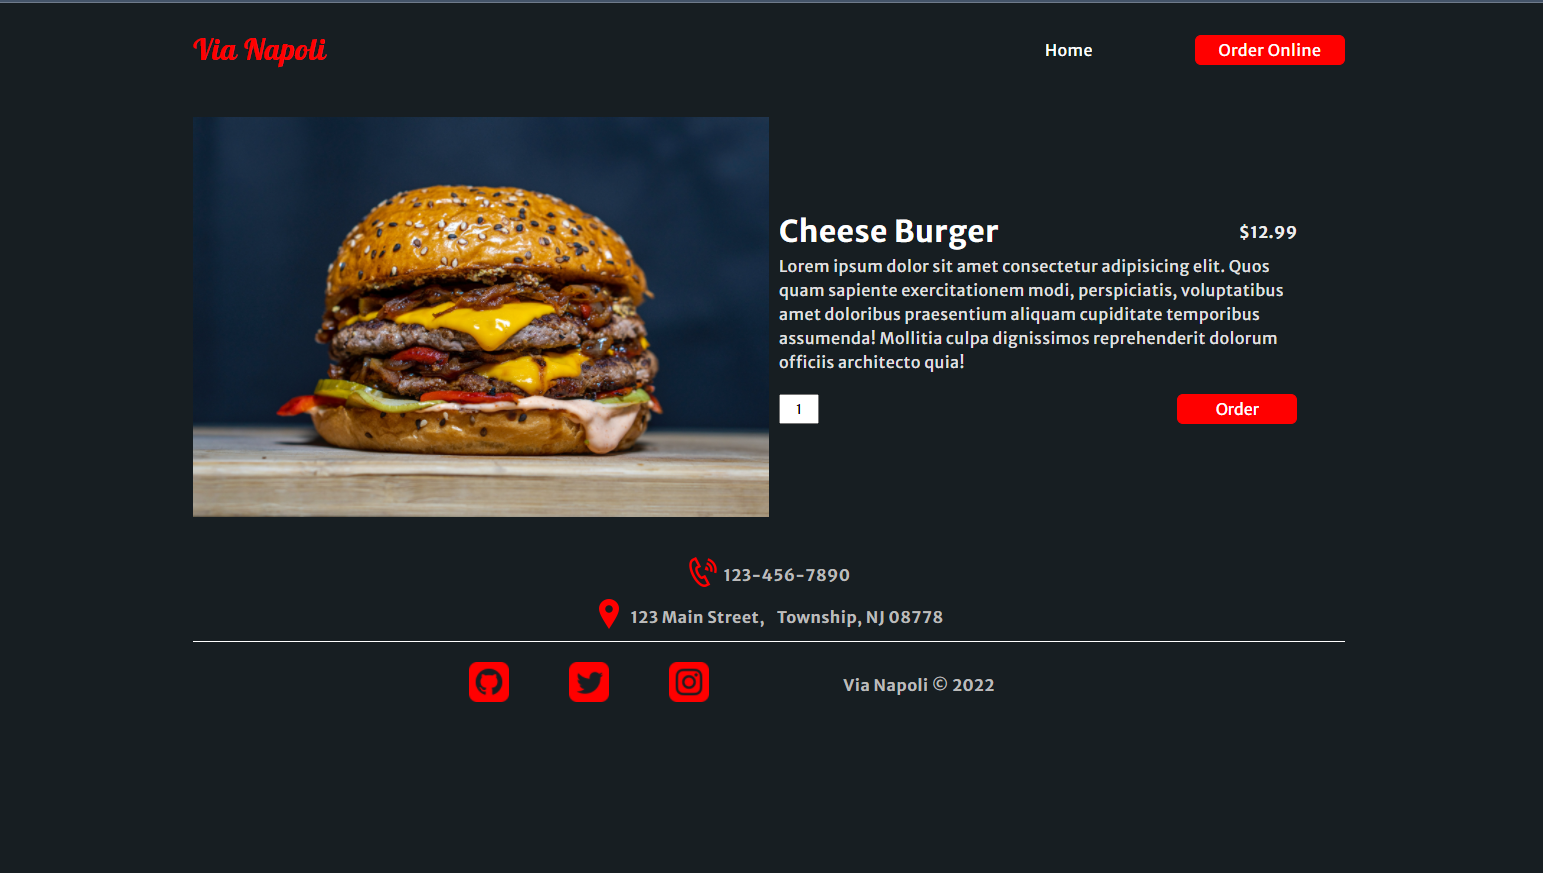 Via Napoli
Home
Order Online
Cheese Burger
$12.99
Lorem ipsum dolor sit amet consectetur adipisicing elit. Quos
quam sapiente exercitationem modi, perspiciatis, voluptatibus
amet doloribus praesentium aliquam cupiditate temporibus
assumenda! Mollitia culpa dignissimos reprehenderit dolorum
officiis architecto quia!
1
Order
123-456-7890
123 Main Street, Township, NJ 08778
Via Napoli © 2022